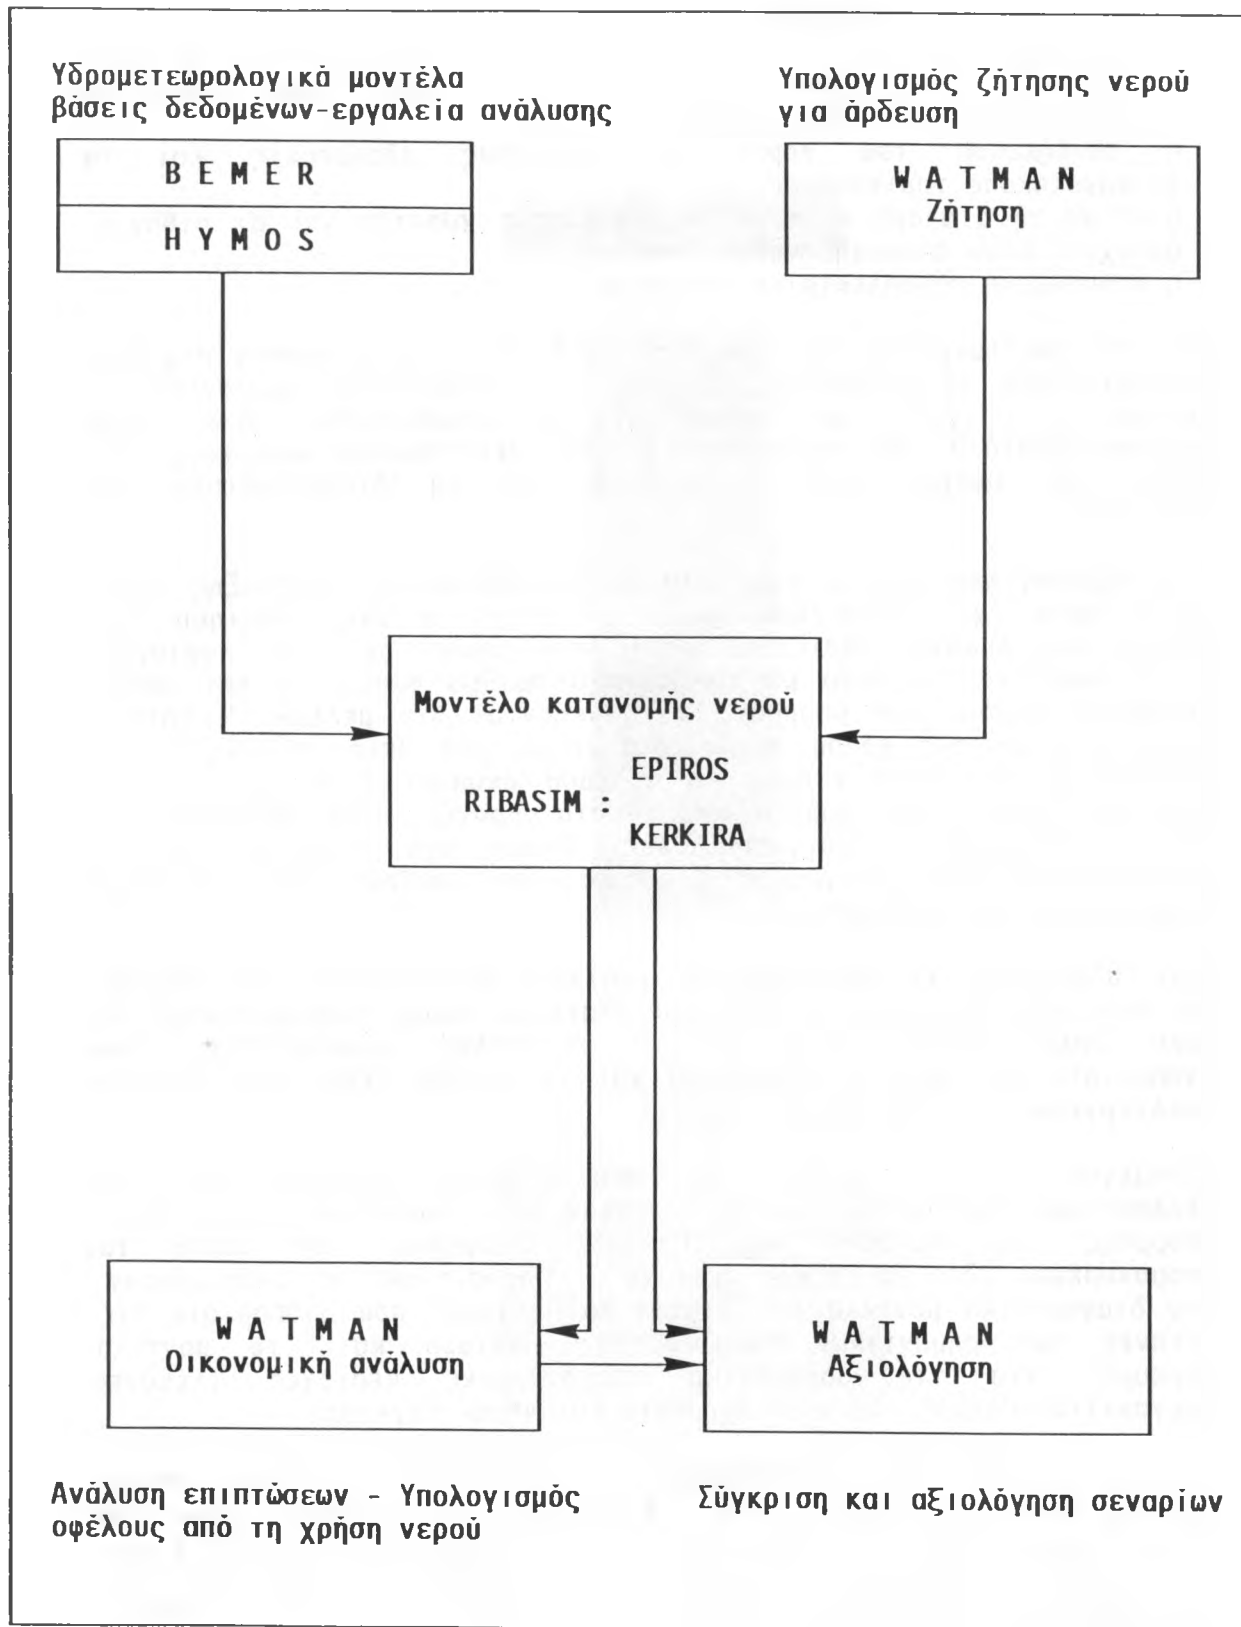 Υδρομετεωρολογικά μοντέλα
βάσεις δεδομένων-εργαλεία ανάλυσης
BEMER
HYMOS
Υπολογισμός ζήτησης νερού
για άρδευση
WATMAN
Ζήτηση
Μοντέλο κατανομής νερού
EPIROS
RIBASIM :
KERKIRA
WATMAN
Οικονομική ανάλυση
WATMAN
Αξιολόγηση
Ανάλυση επιπτώσεων - Υπολογισμός
οφέλους από τη χρήση νερού
Σύγκριση και αξιολόγηση σεναρίων